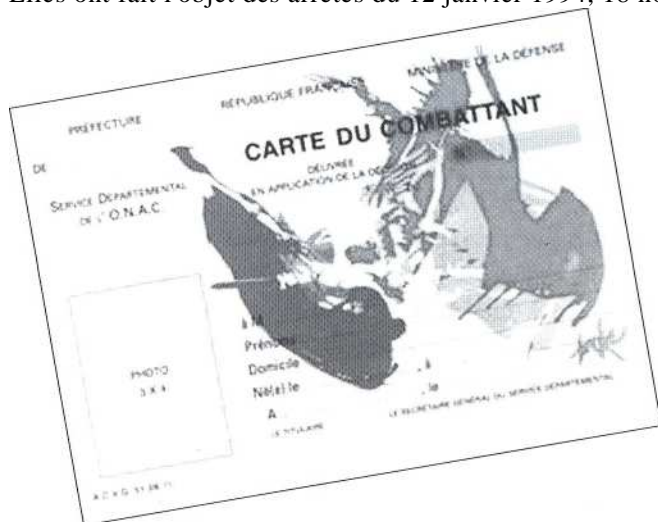 Elles ont fait l'objet des arrêtés du 12 janvier 1994, 18
PREFECTURE
RÉPUBLIQUE FRANÇAISE
MINISTÈRE DE LA DÉFENSE
DE
CARTE DU COMBATTANT
SERVICE DÉPARTEMENTAL
DE L'O.N.A.C.
DÉLIVRÉE
EN APPLICATION DE LA
à M
Prénoms
Domicile
Né(e) le , à
A , le
PHOTO
3 X 4
LE TITULAIRE
LE SECRÉTAIRE GÉNÉRAL DU SERVICE DÉPARTEMENTAL